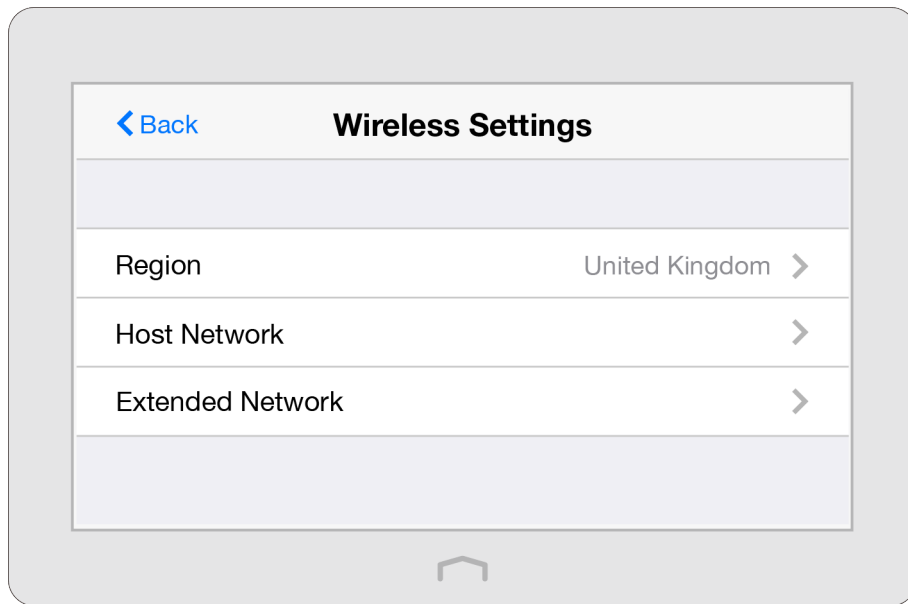 Back
Wireless Settings
Region
United Kingdom
Host Network
Extended Network